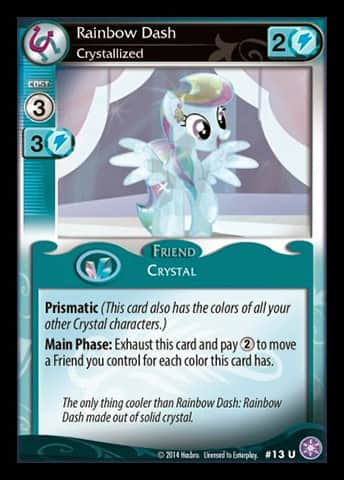 Rainbow Dash
Crystallized
2
COST
3
3
FRIEND
CRYSTAL
Prismatic (This card also has the colors of all your
other Crystal characters.)
Main Phase: Exhaust this card and pay 2 to move
a Friend you control for each color this card has.
The only thing cooler than Rainbow Dash: Rainbow
Dash made out of solid crystal.
© 2014 Hasbro. Licensed to Enterplay. #13 U